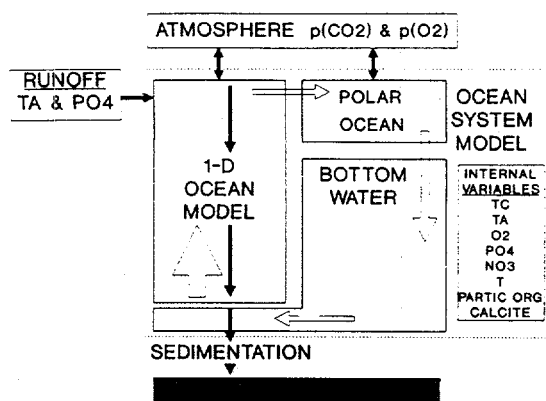 ATMOSPHERE p(CO2) & p(O2)
RUNOFF
TA & PO4
POLAR
OCEAN
OCEAN
SYSTEM
MODEL
1-D
OCEAN
MODEL
BOTTOM
WATER
INTERNAL
VARIABLES
TC
TA
O2
PO4
NO3
T
PARTIC ORG
CALCITE
SEDIMENTATION